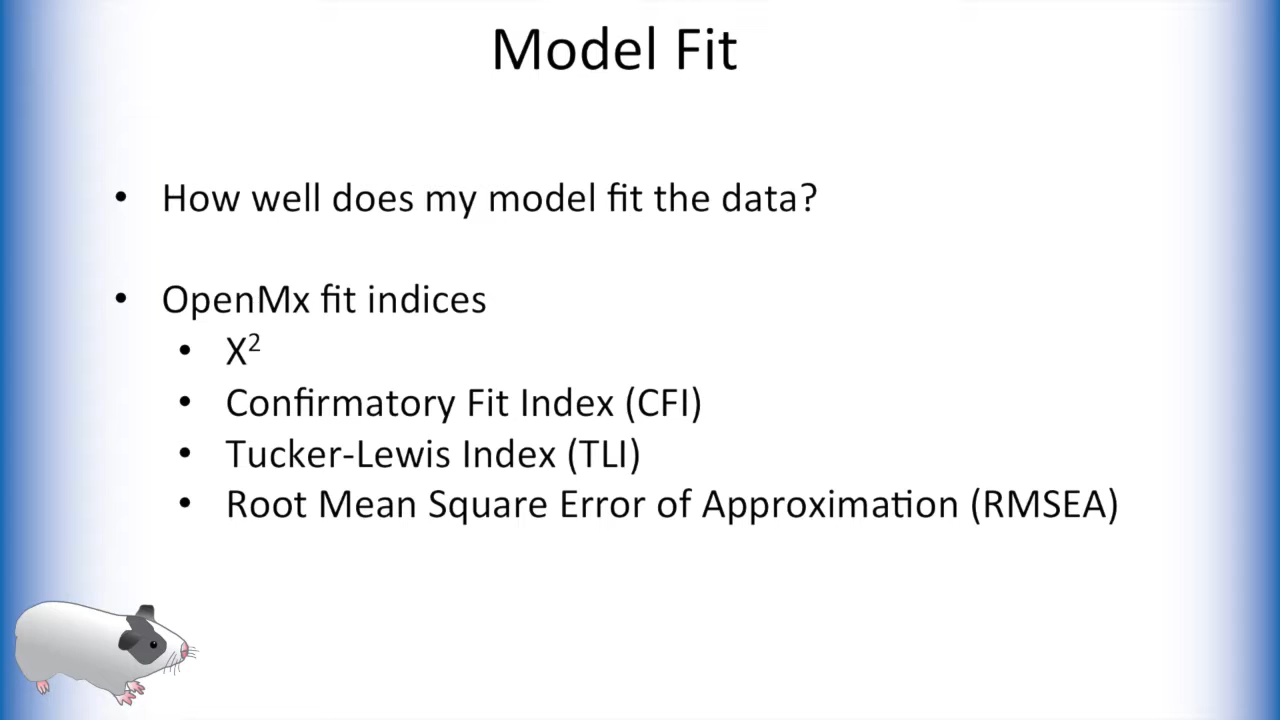 Model Fit
• How well does my model fit the data?
• OpenMx fit indices
• X²
• Confirmatory Fit Index (CFI)
• Tucker-Lewis Index (TLI)
• Root Mean Square Error of Approximation (RMSEA)